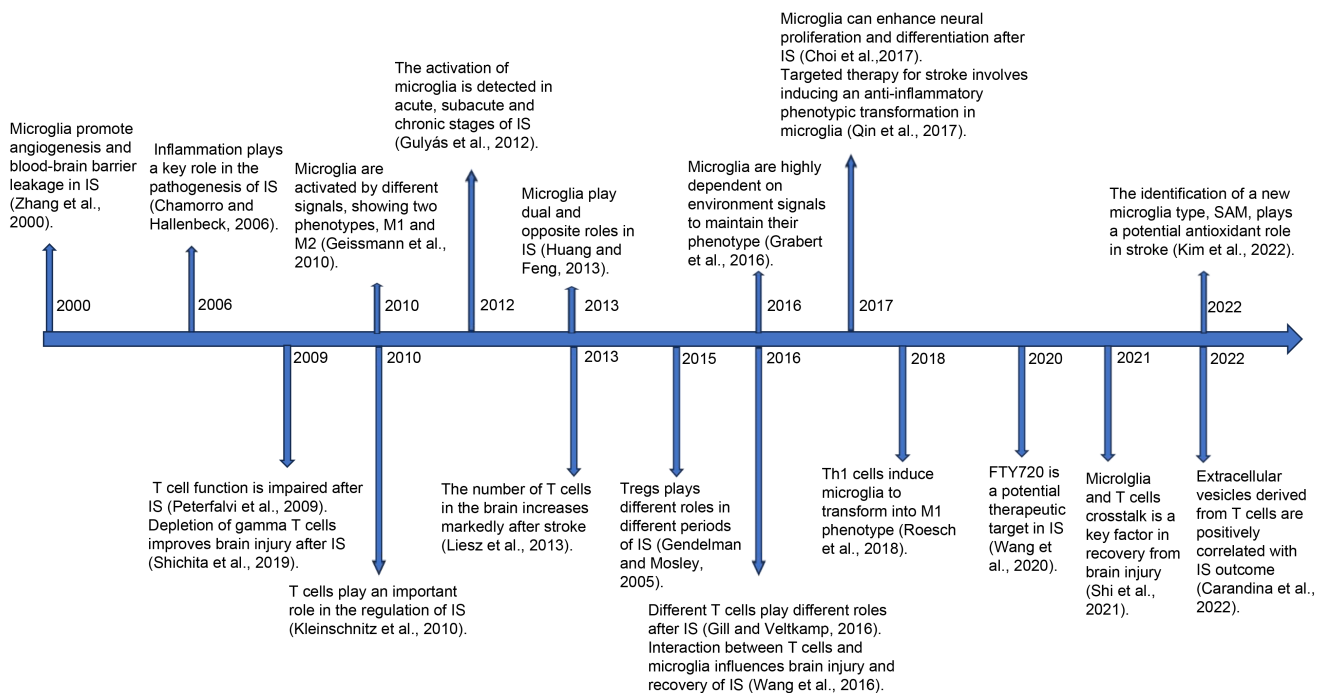 Microglia promote
angiogenesis and
blood-brain barrier
leakage in IS
(Zhang et al.,
2000).
2000
Inflammation plays
a key role in the
pathogenesis of IS
(Chamorro and
Hallenbeck, 2006).
2006
Microglia are
activated by different
signals, showing two
phenotypes, M1 and
M2 (Geissmann et al.,
2010).
2010
The activation of
microglia is detected in
acute, subacute and
chronic stages of IS
(Gulyás et al., 2012).
2012
Microglia play
dual and
opposite roles in
IS (Huang and
Feng, 2013).
2013
Microglia are highly
dependent on
environment signals
to maintain their
phenotype (Grabert
et al., 2016).
2016
Microglia can enhance neural
proliferation and differentiation after
IS (Choi et al.,2017).
Targeted therapy for stroke involves
inducing an anti-inflammatory
phenotypic transformation in
microglia (Qin et al., 2017).
2017
The identification of a new
microglia type, SAM, plays
a potential antioxidant role
in stroke (Kim et al., 2022).
2022
2009
T cell function is impaired after
IS (Peterfalvi et al., 2009).
Depletion of gamma T cells
improves brain injury after IS
(Shichita et al., 2019).
2010
T cells play an important
role in the regulation of IS
(Kleinschnitz et al., 2010).
2013
The number of T cells
in the brain increases
markedly after stroke
(Liesz et al., 2013).
2015
Tregs plays
different roles in
different periods
of IS (Gendelman
and Mosley,
2005).
2016
Different T cells play different roles
after IS (Gill and Veltkamp, 2016).
Interaction between T cells and
microglia influences brain injury and
recovery of IS (Wang et al., 2016).
2018
Th1 cells induce
microglia to
transform into M1
phenotype (Roesch
et al., 2018).
2020
FTY720 is
a potential
therapeutic
target in IS
(Wang et
al., 2020).
2021
Microlglia
and T cells
crosstalk is a
key factor in
recovery from
brain injury
(Shi et al.,
2021).
2022
Extracellular
vesicles derived
from T cells are
positively
correlated with
IS outcome
(Carandina et al.,
2022).